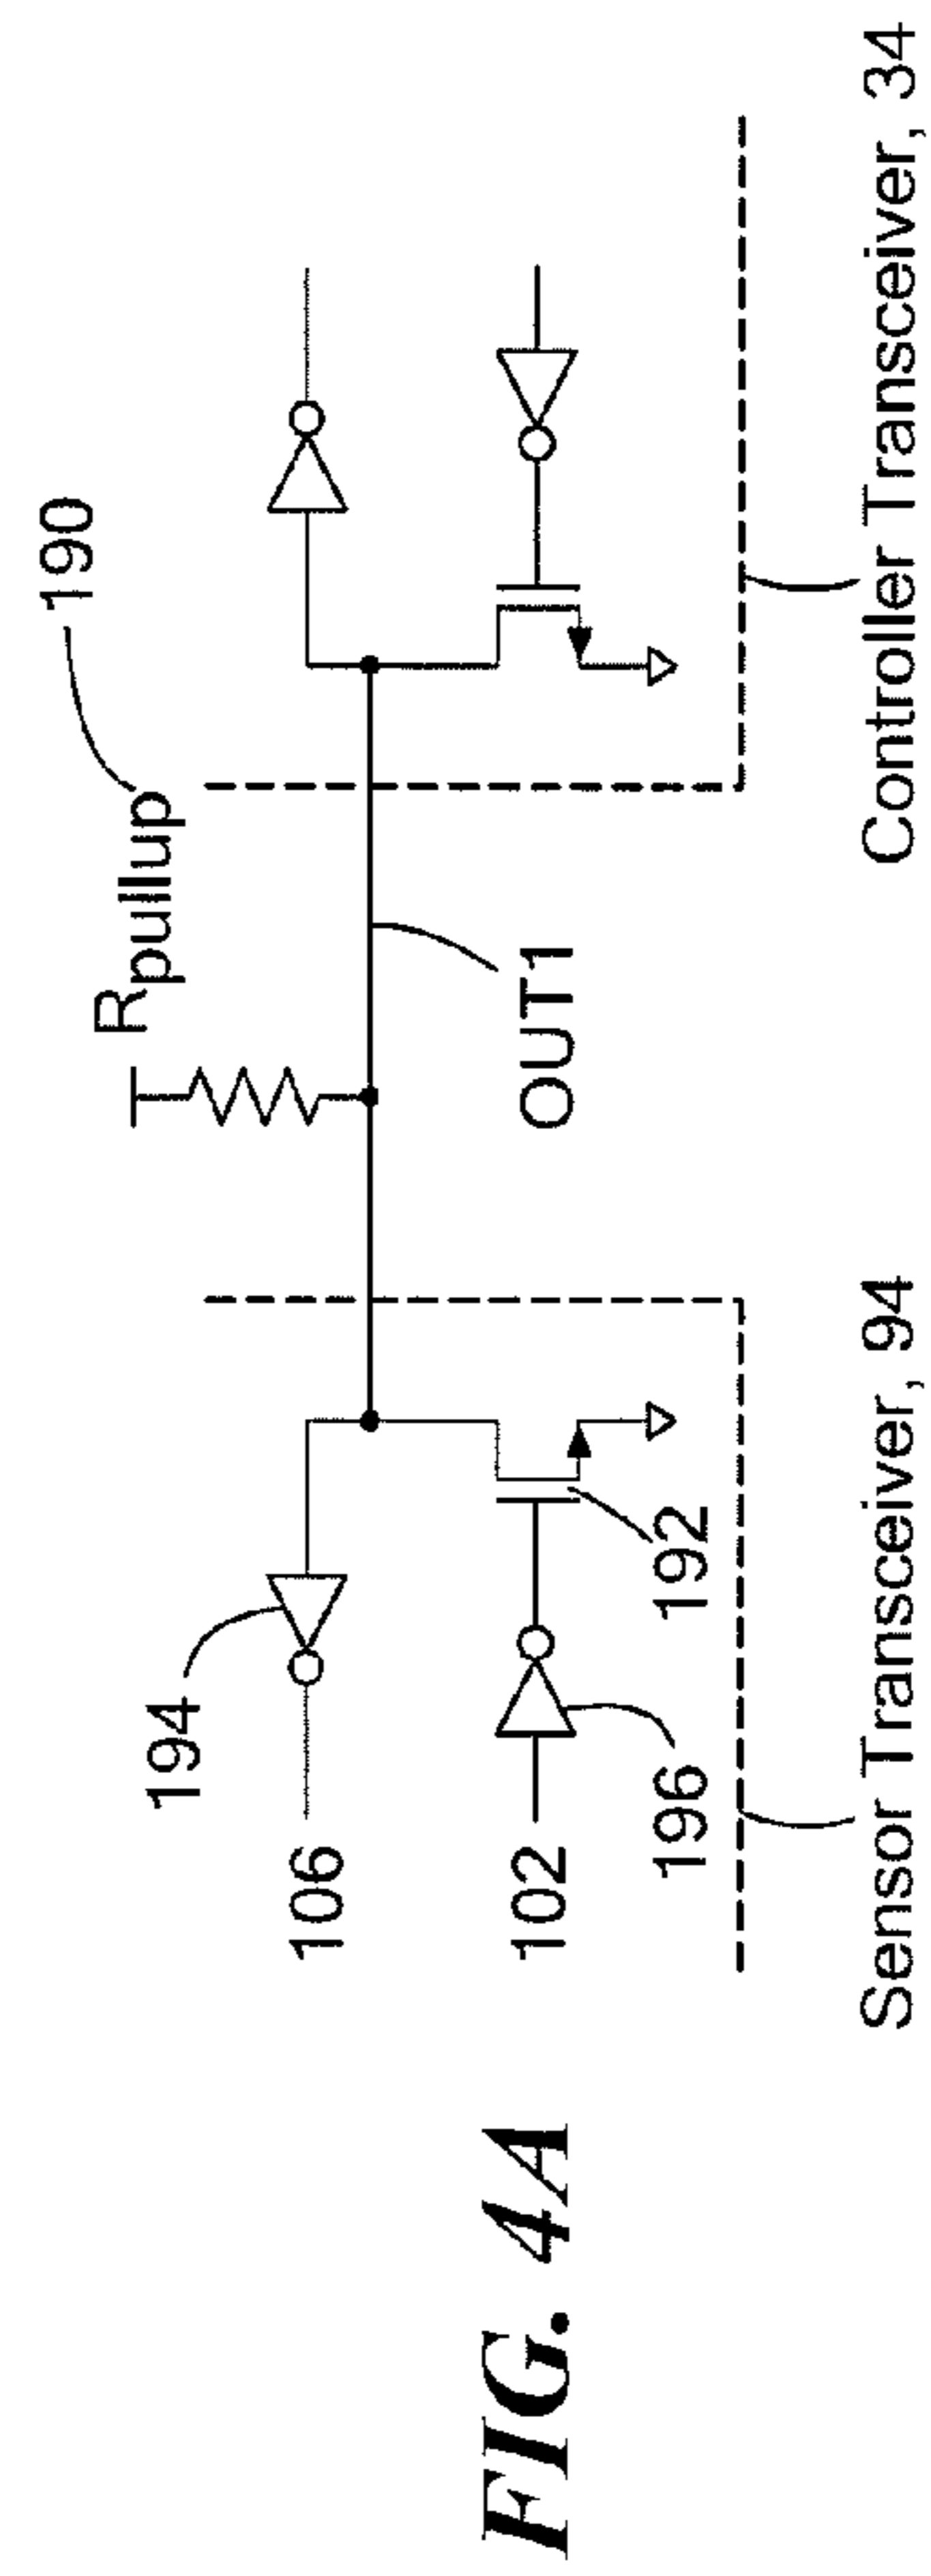 190
Rpullup
194
106
OUT1
102
192
196
Sensor Transceiver, 94
Controller Transceiver, 34
FIG. 4A